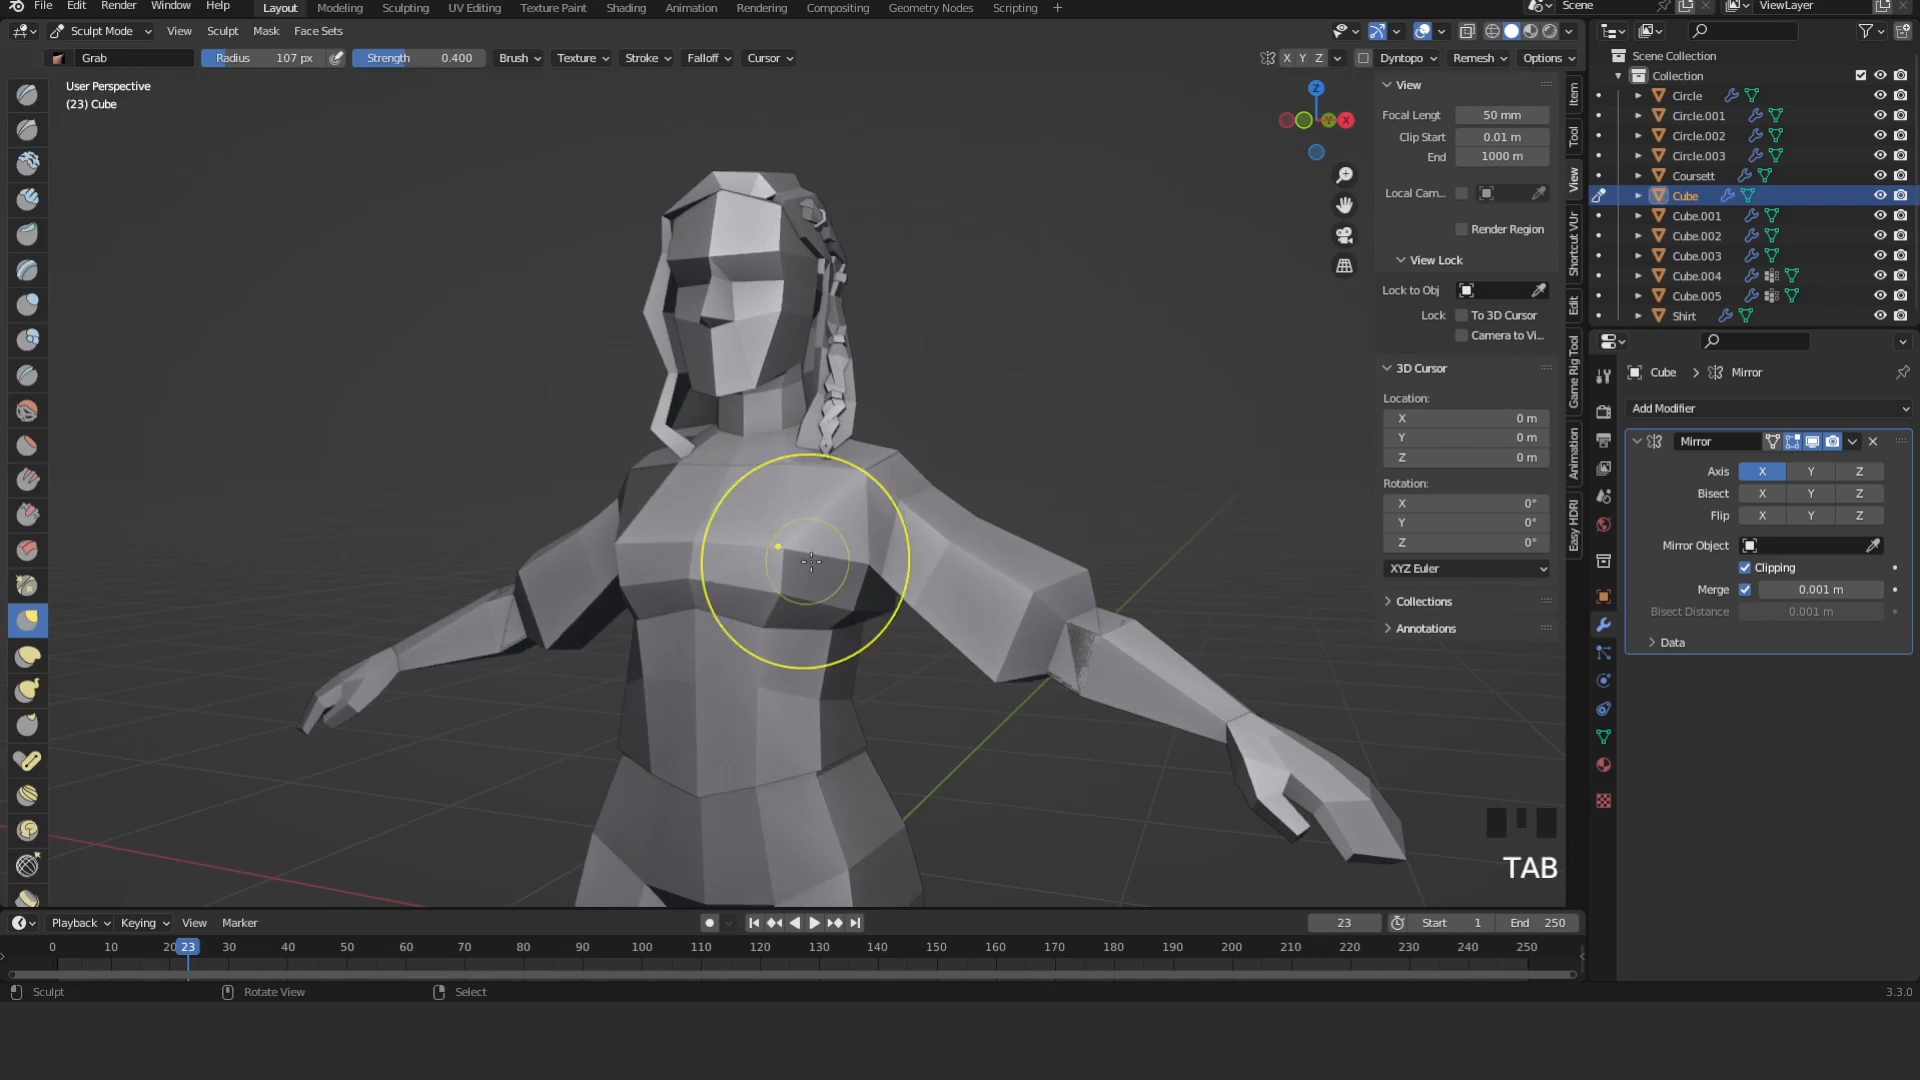 File Edit Render Window Help Layout Modeling Sculpting UV Editing Texture Paint Shading Animation Rendering Compositing Geometry Nodes Scripting + Scene ViewLayer
Sculpt Mode View Sculpt Mask Face Sets
Grab Radius 107 px Strength 0.400 Brush Texture Stroke Falloff Cursor X Y Z Dyntopo Remesh Options
User Perspective
(23) Cube
Z
X
View
Focal Lengt 50 mm
Clip Start 0.01 m
End 1000 m
Local Cam...
Render Region
View Lock
Lock to Obj
Lock To 3D Cursor
Camera to Vi...
3D Cursor
Location:
X 0 m
Y 0 m
Z 0 m
Rotation:
X 0°
Y 0°
Z 0°
XYZ Euler
Collections
Annotations
Item
Tool
View
Shortcut VUr
Edit
Game Rig Tool
Animation
Easy HDRI
Scene Collection
Collection
Circle
Circle.001
Circle.002
Circle.003
Coursett
Cube
Cube.001
Cube.002
Cube.003
Cube.004
Cube.005
Shirt
Cube > Mirror
Add Modifier
Mirror
Axis X Y Z
Bisect X Y Z
Flip X Y Z
Mirror Object
Clipping
Merge 0.001 m
Bisect Distance 0.001 m
Data
TAB
Playback Keying View Marker 23 Start 1 End 250
0 10 20 23 30 40 50 60 70 80 90 100 110 120 130 140 150 160 170 180 190 200 210 220 230 240 250
Sculpt Rotate View Select 3.3.0